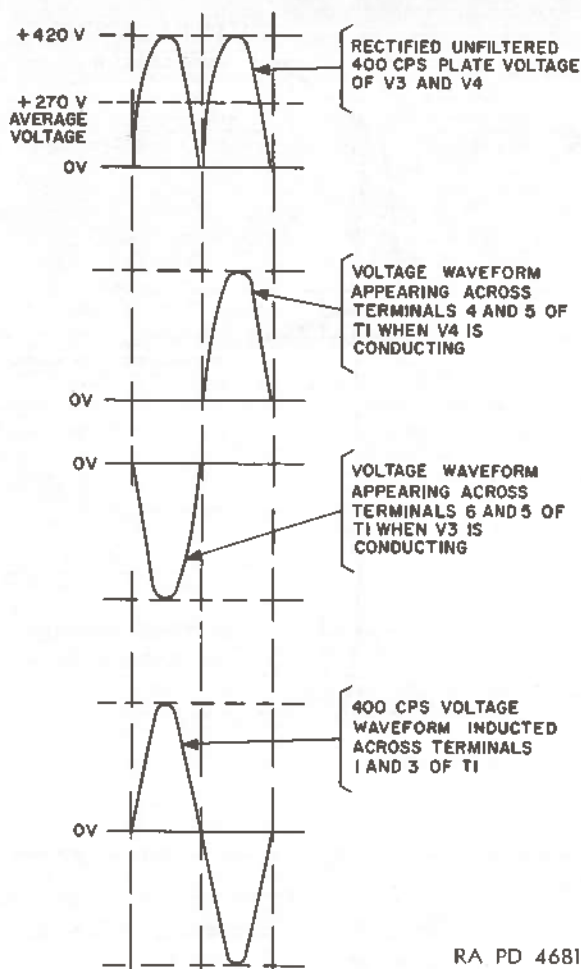 +420 V
RECTIFIED UNFILTERED
400 CPS PLATE VOLTAGE
OF V3 AND V4
+270 V
AVERAGE
VOLTAGE
0V
VOLTAGE WAVEFORM
APPEARING ACROSS
TERMINALS 4 AND 5 OF
T1 WHEN V4 IS
CONDUCTING
0V
0V
VOLTAGE WAVEFORM
APPEARING ACROSS
TERMINALS 6 AND 5 OF
T1 WHEN V3 IS
CONDUCTING
400 CPS VOLTAGE
WAVEFORM INDUCTED
ACROSS TERMINALS
1 AND 3 OF T1
0V
RA PD 4681